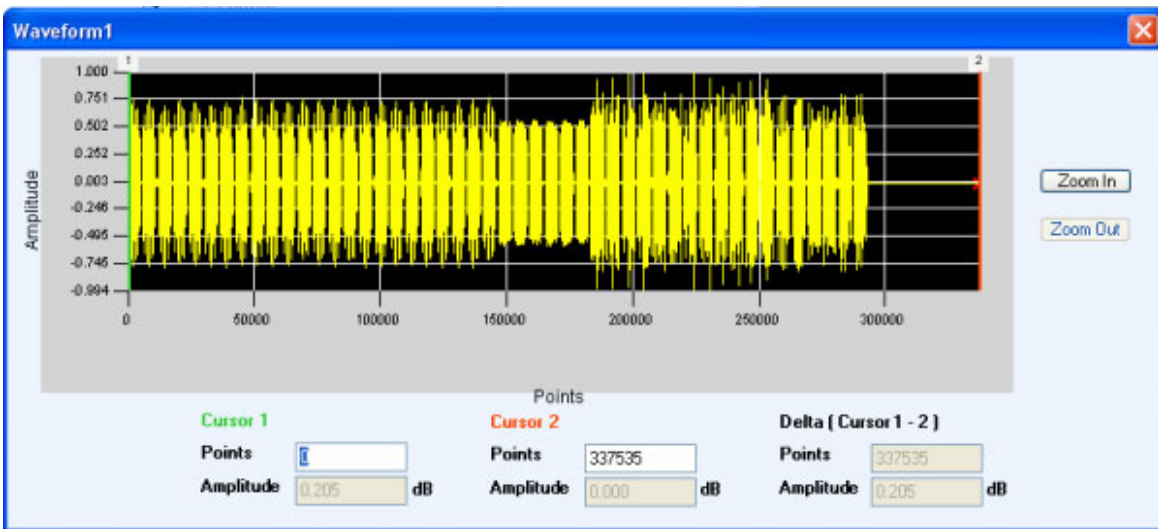 Waveform1
1 2
1.000
0.751
0.502
0.252
0.003
-0.246
-0.495
-0.745
-0.994
Amplitude
0 50000 100000 150000 200000 250000 300000
Points
Zoom In
Zoom Out
Cursor 1 Cursor 2 Delta ( Cursor 1 - 2 )
Points 0 Points 337535 Points 337535
Amplitude 0.205 dB Amplitude 0.000 dB Amplitude 0.205 dB